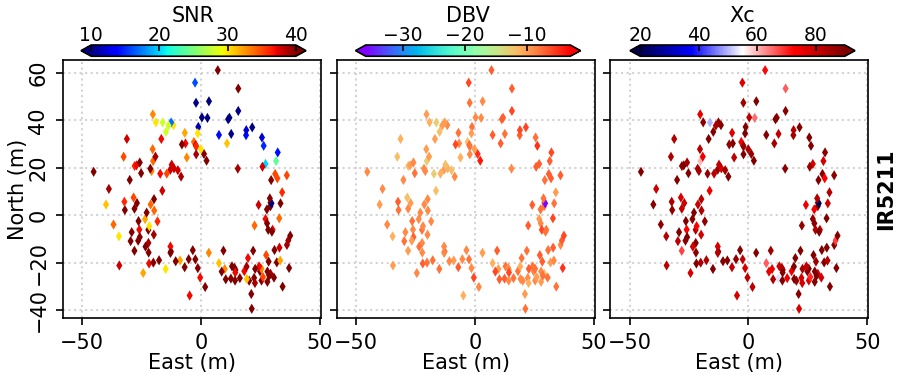 SNR DBV Xc
10 20 30 40 −30 −20 −10 20 40 60 80
60
40
20
0
−20
−40
North (m)
−50 0 50 −50 0 50 −50 0 50
East (m) East (m) East (m)
IR5211